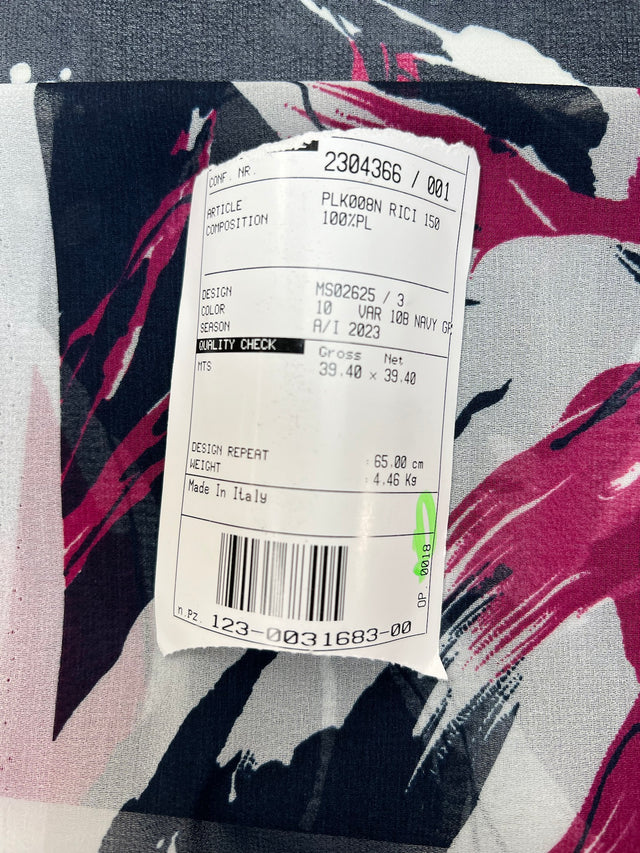 CONF. NR. 2304366 / 001
ARTICLE PLK008N RICI 150
COMPOSITION 100%PL
DESIGN MS02625 / 3
COLOR 10 VAR 10B NAVY
SEASON A/I 2023
QUALITY CHECK Gross Net
MTS 39.40 x 39.40
DESIGN REPEAT : 65.00 cm
WEIGHT : 4.46 Kg
Made In Italy
OP. 0018
n.Pz. 123-0031683-00